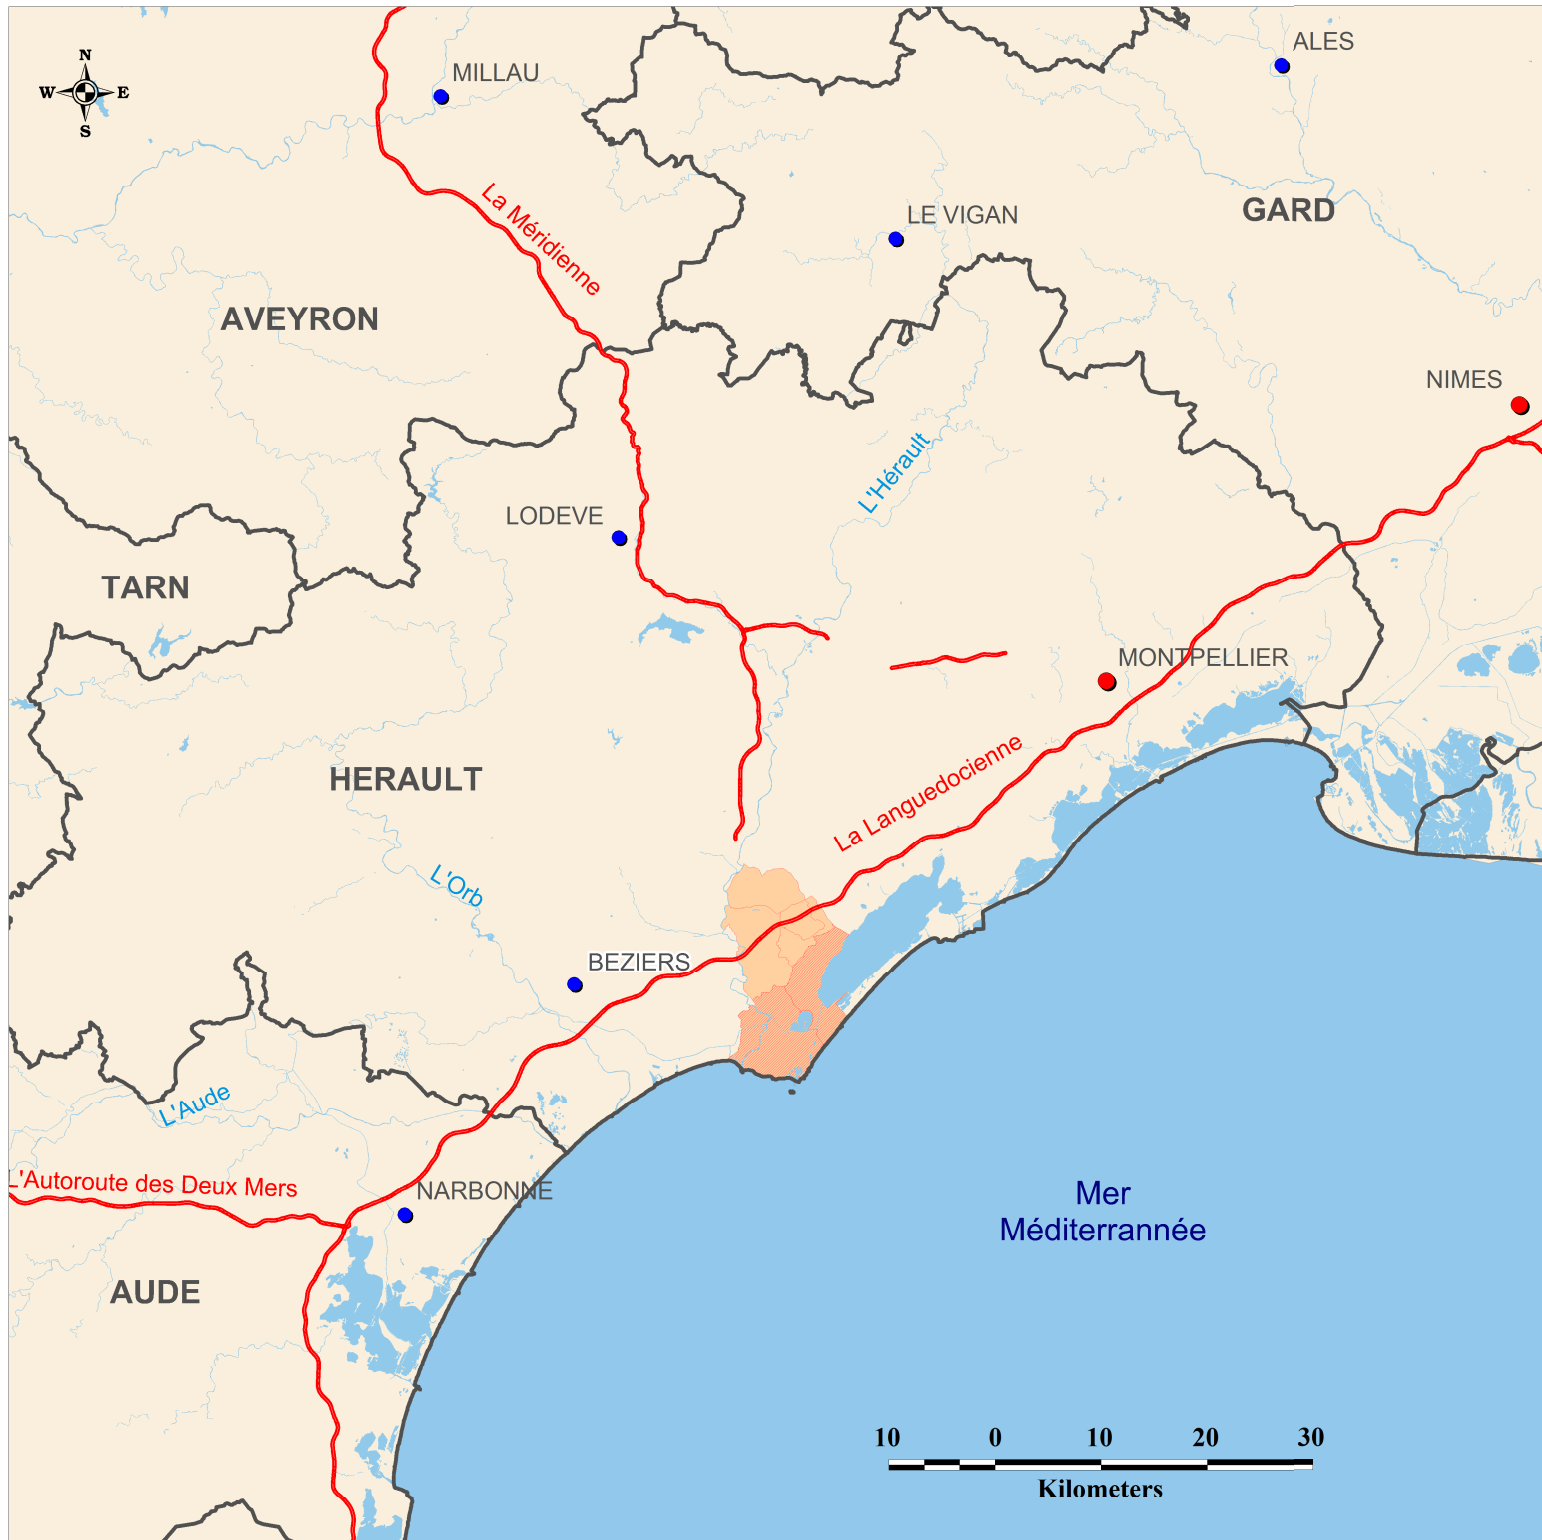 ALES
N
MILLAU
W
E
S
La Méridienne
LE VIGAN
GARD
AVEYRON
NIMES
L'Hérault
LODEVE
TARN
MONTPELLIER
HERAULT
La Languedocienne
L'Orb
BEZIERS
L'Aude
L'Autoroute des Deux Mers
NARBONNE
Mer
Méditerrannée
AUDE
10 0 10 20 30
Kilometers